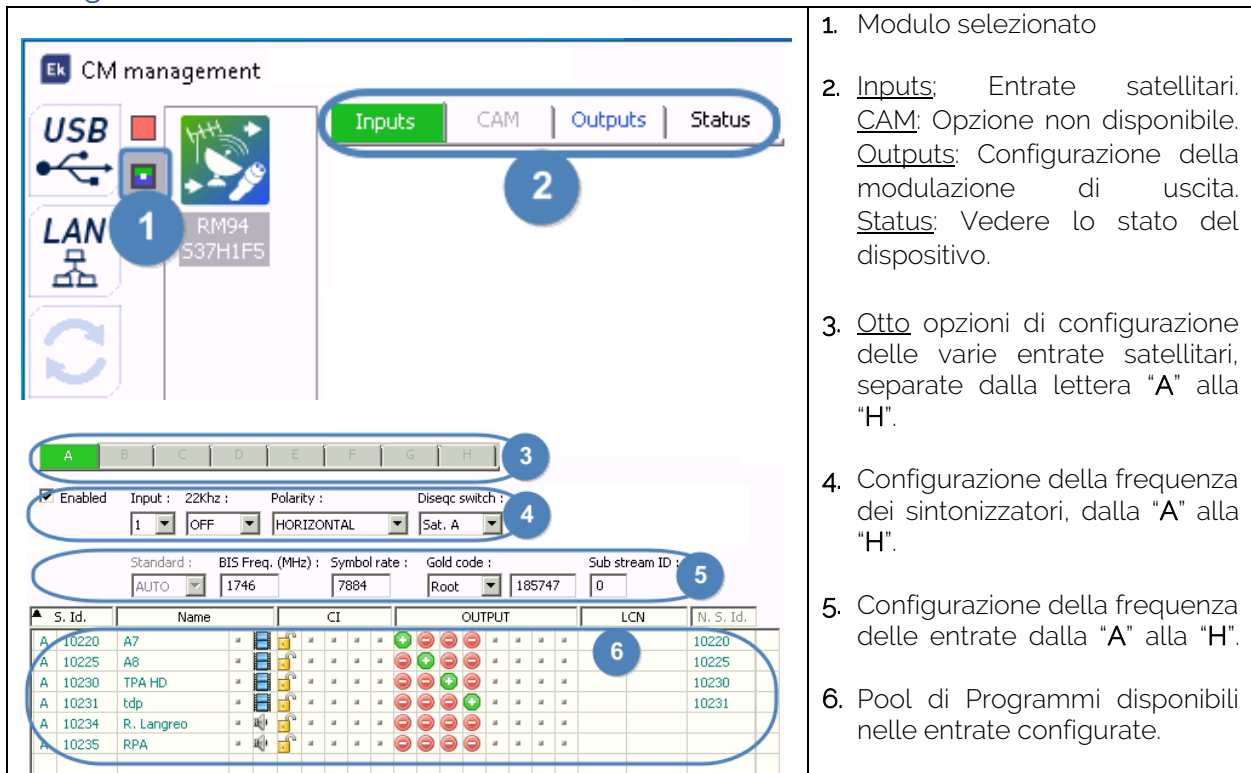 Ek CM management
USB
LAN
RM94
S37H1F5
Inputs CAM Outputs Status
1
2
A B C D E F G H
3
Enabled Input : 22Khz : Polarity : Diseqc switch :
1 OFF HORIZONTAL Sat. A
4
Standard : BIS Freq. (MHz) : Symbol rate : Gold code : Sub stream ID :
AUTO 1746 7884 Root 185747 0
5
S. Id. Name CI OUTPUT LCN N. S. Id.
A 10220 A7 10220
A 10225 A8 10225
A 10230 TPA HD 10230
A 10231 tdp 10231
A 10234 R. Langreo
A 10235 RPA
6
1. Modulo selezionato
2. Inputs; Entrate satellitari.
CAM: Opzione non disponibile.
Outputs: Configurazione della
modulazione di uscita.
Status: Vedere lo stato del
dispositivo.
3. Otto opzioni di configurazione
delle varie entrate satellitari,
separate dalla lettera “A” alla
“H”.
4. Configurazione della frequenza
dei sintonizzatori, dalla “A” alla
“H”.
5. Configurazione della frequenza
delle entrate dalla “A” alla “H”.
6. Pool di Programmi disponibili
nelle entrate configurate.